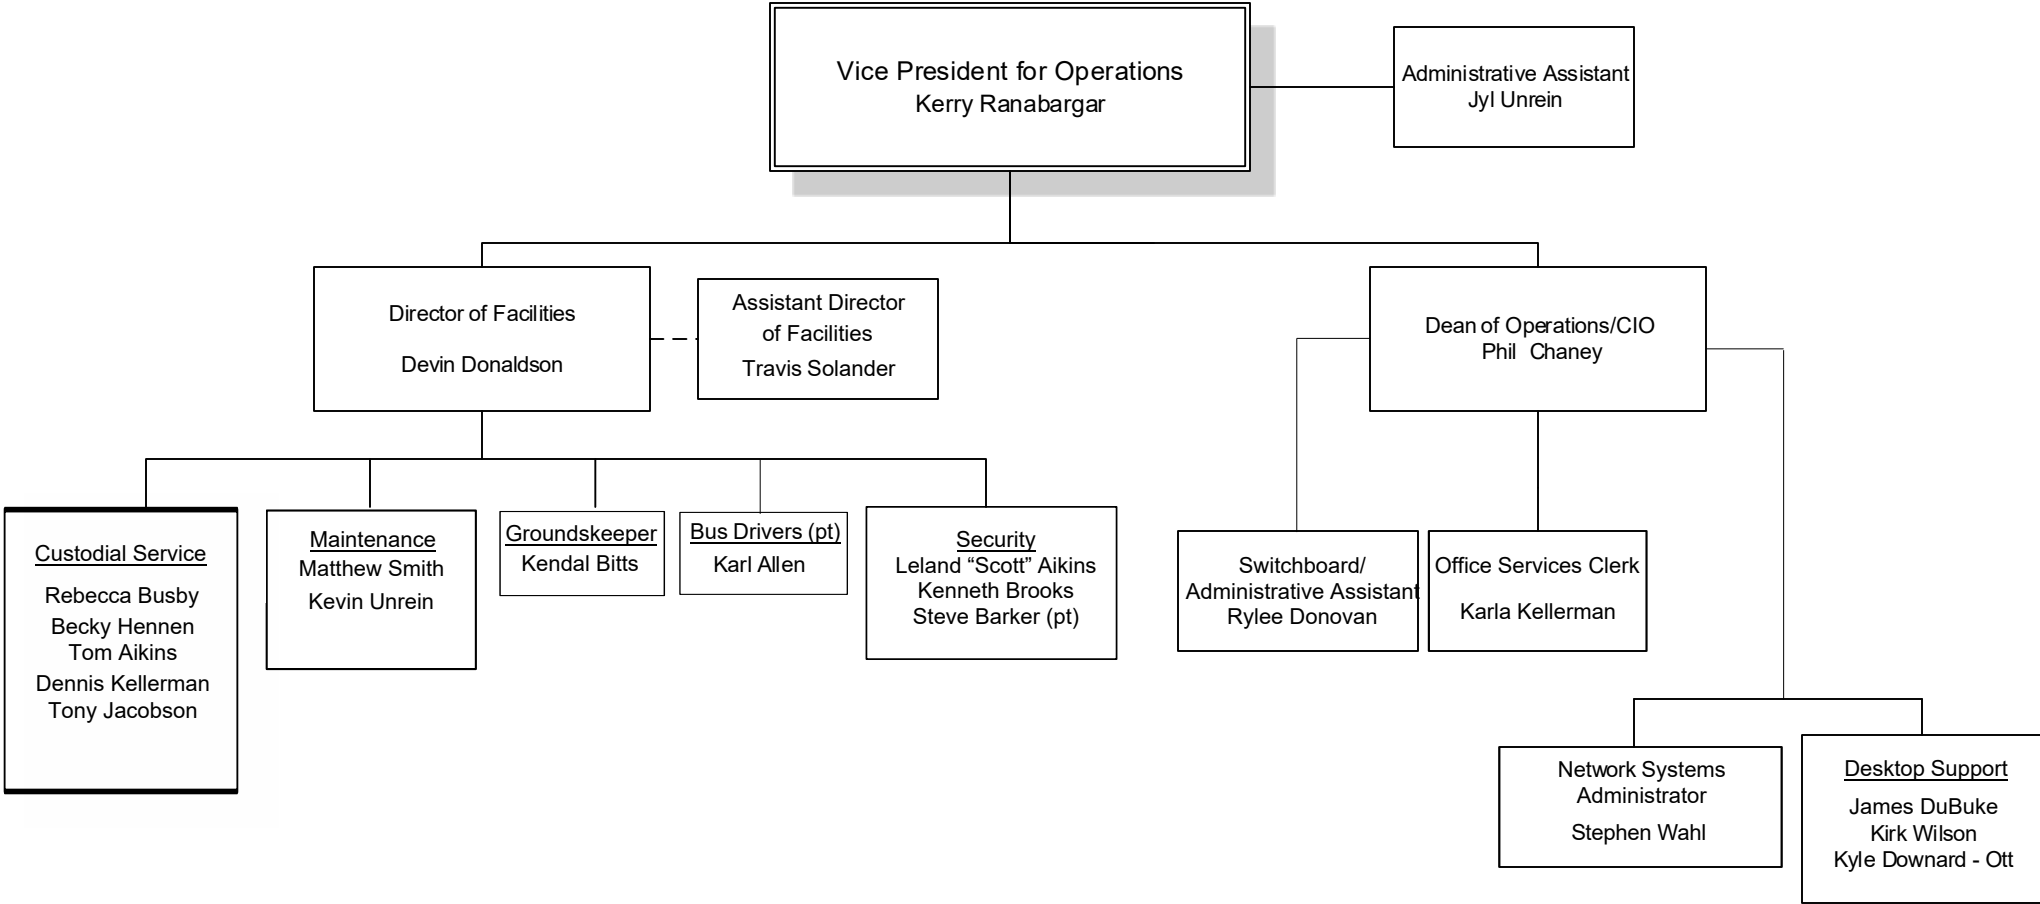 Vice President for Operations
Kerry Ranabargar
Administrative Assistant
Jyl Unrein
Director of Facilities
Devin Donaldson
Assistant Director
of Facilities
Travis Solander
Dean of Operations/CIO
Phil Chaney
Custodial Service
Rebecca Busby
Becky Hennen
Tom Aikins
Dennis Kellerman
Tony Jacobson
Maintenance
Matthew Smith
Kevin Unrein
Groundskeeper
Kendal Bitts
Bus Drivers (pt)
Karl Allen
Security
Leland “Scott” Aikins
Kenneth Brooks
Steve Barker (pt)
Switchboard/
Administrative Assistant
Rylee Donovan
Office Services Clerk
Karla Kellerman
Network Systems
Administrator
Stephen Wahl
Desktop Support
James DuBuke
Kirk Wilson
Kyle Downard - Ott